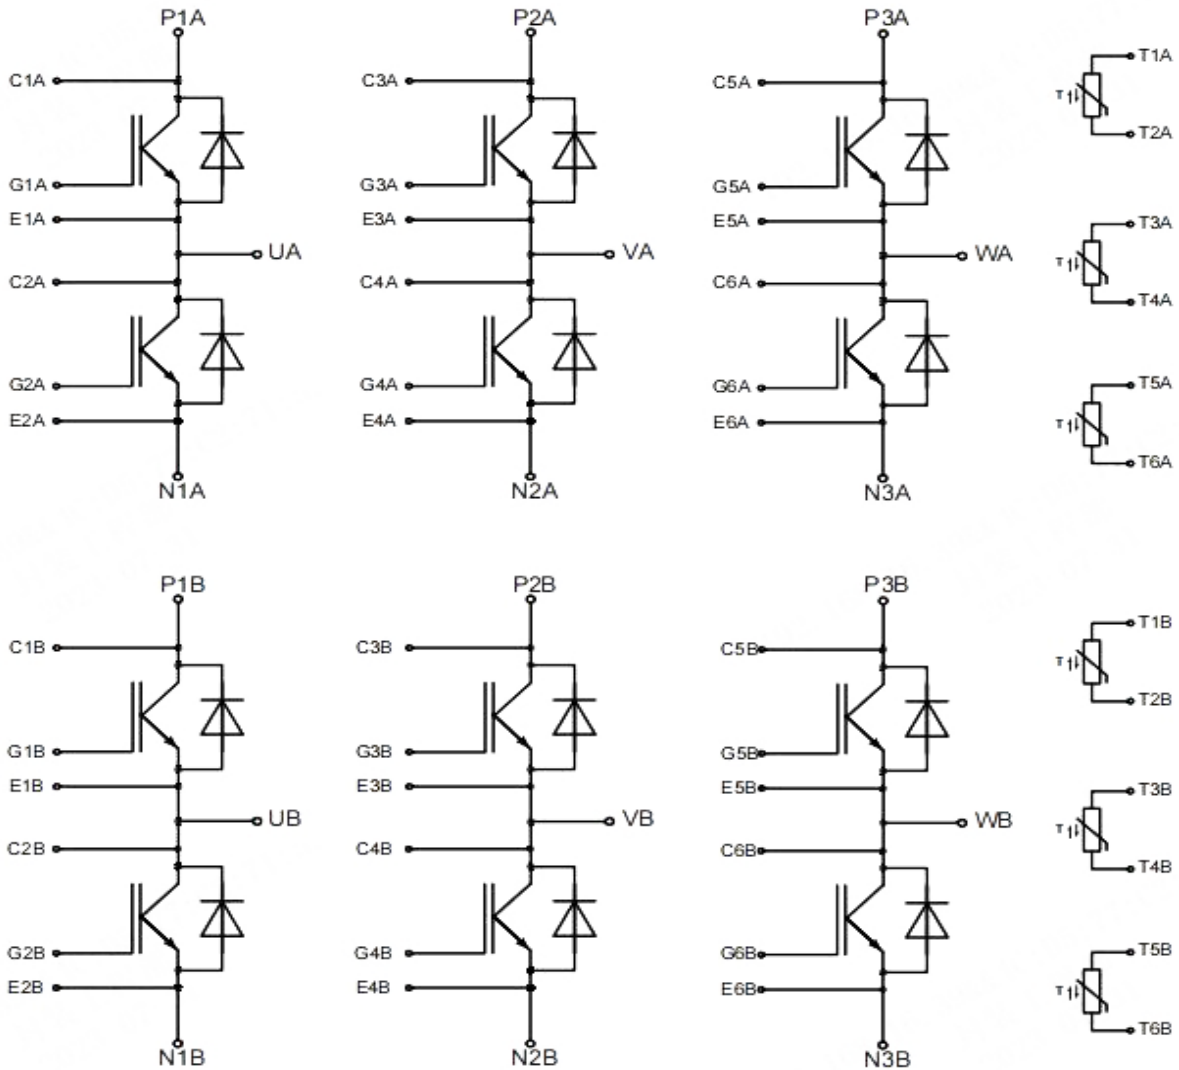 P1A P2A P3A
C1A C3A C5A T1A
T
G1A G3A G5A T2A
E1A E3A E5A T3A
UA VA WA
T
C2A C4A C6A T4A
G2A G4A G6A T5A
E2A E4A E6A T
T6A
N1A N2A N3A
P1B P2B P3B
C1B C3B C5B T1B
T
G1B G3B G5B T2B
E1B E3B E5B T3B
UB VB WB
T
C2B C4B C6B T4B
G2B G4B G6B T5B
E2B E4B E6B T
T6B
N1B N2B N3B